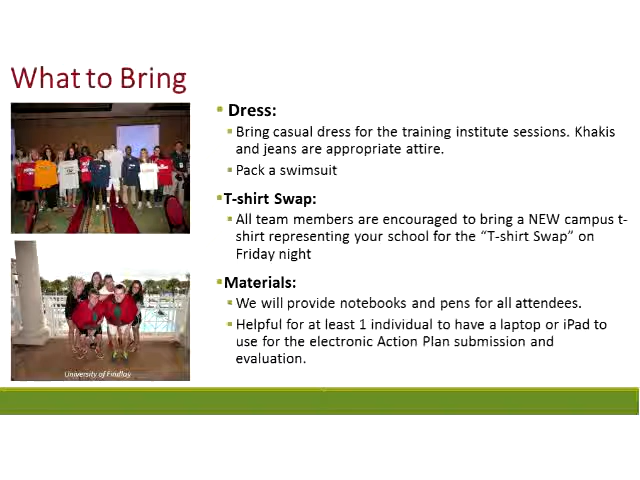 What to Bring
Dress:
Bring casual dress for the training institute sessions. Khakis
and jeans are appropriate attire.
Pack a swimsuit
T-shirt Swap:
All team members are encouraged to bring a NEW campus t-
shirt representing your school for the “T-shirt Swap” on
Friday night
Materials:
We will provide notebooks and pens for all attendees.
Helpful for at least 1 individual to have a laptop or iPad to
use for the electronic Action Plan submission and
evaluation.
University of Findlay